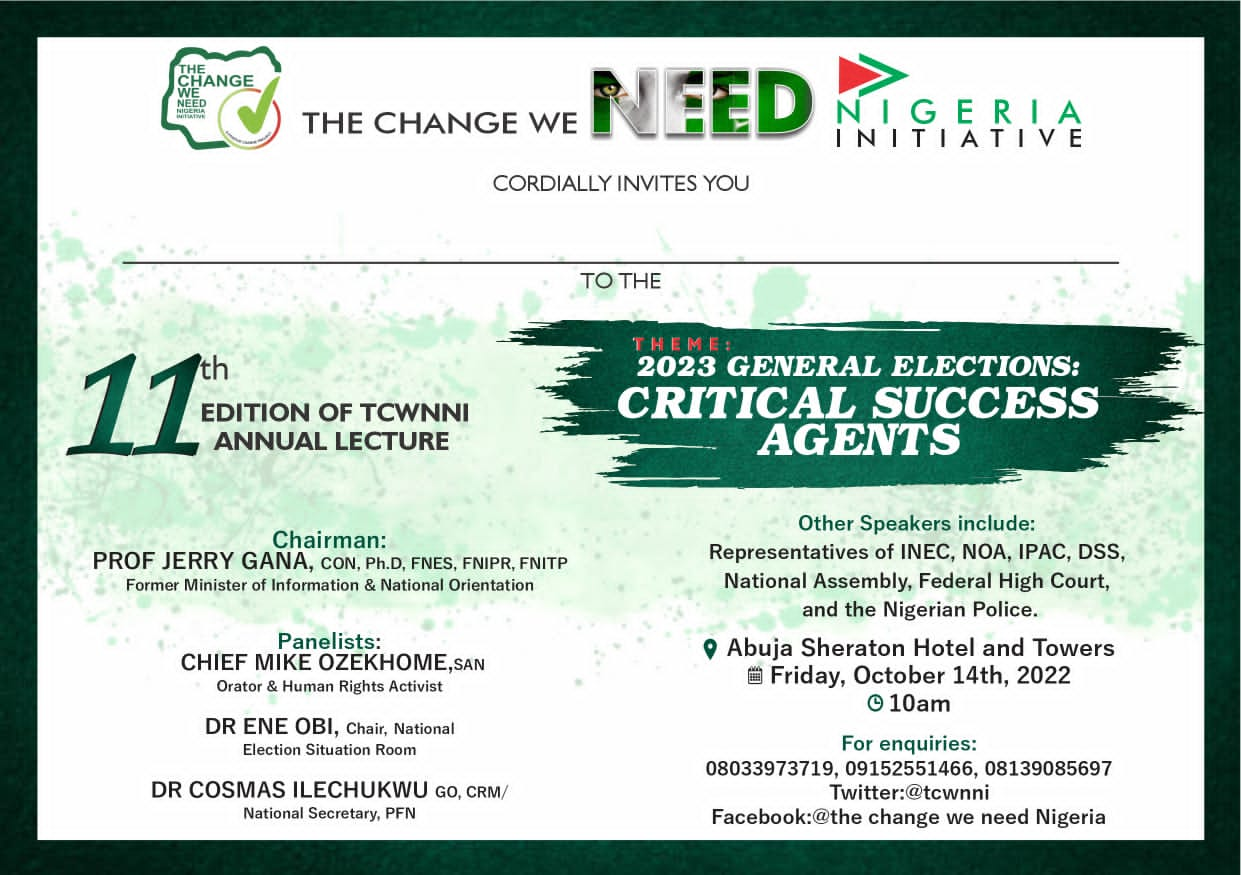 THE
CHANGE
WE
NEED
NIGERIA
INITIATIVE
THE CHANGE WE NEED NIGERIA INITIATIVE
CORDIALLY INVITES YOU
TO THE
11th
EDITION OF TCWNNI
ANNUAL LECTURE
THEME:
2023 GENERAL ELECTIONS:
CRITICAL SUCCESS
AGENTS
Chairman:
PROF JERRY GANA, CON, Ph.D, FNES, FNIPR, FNITP
Former Minister of Information & National Orientation
Panelists:
CHIEF MIKE OZEKHOME,SAN
Orator & Human Rights Activist
DR ENE OBI, Chair, National
Election Situation Room
DR COSMAS ILECHUKWU GO, CRM/
National Secretary, PFN
Other Speakers include:
Representatives of INEC, NOA, IPAC, DSS,
National Assembly, Federal High Court,
and the Nigerian Police.
Abuja Sheraton Hotel and Towers
Friday, October 14th, 2022
10am
For enquiries:
08033973719, 09152551466, 08139085697
Twitter:@tcwnni
Facebook:@the change we need Nigeria